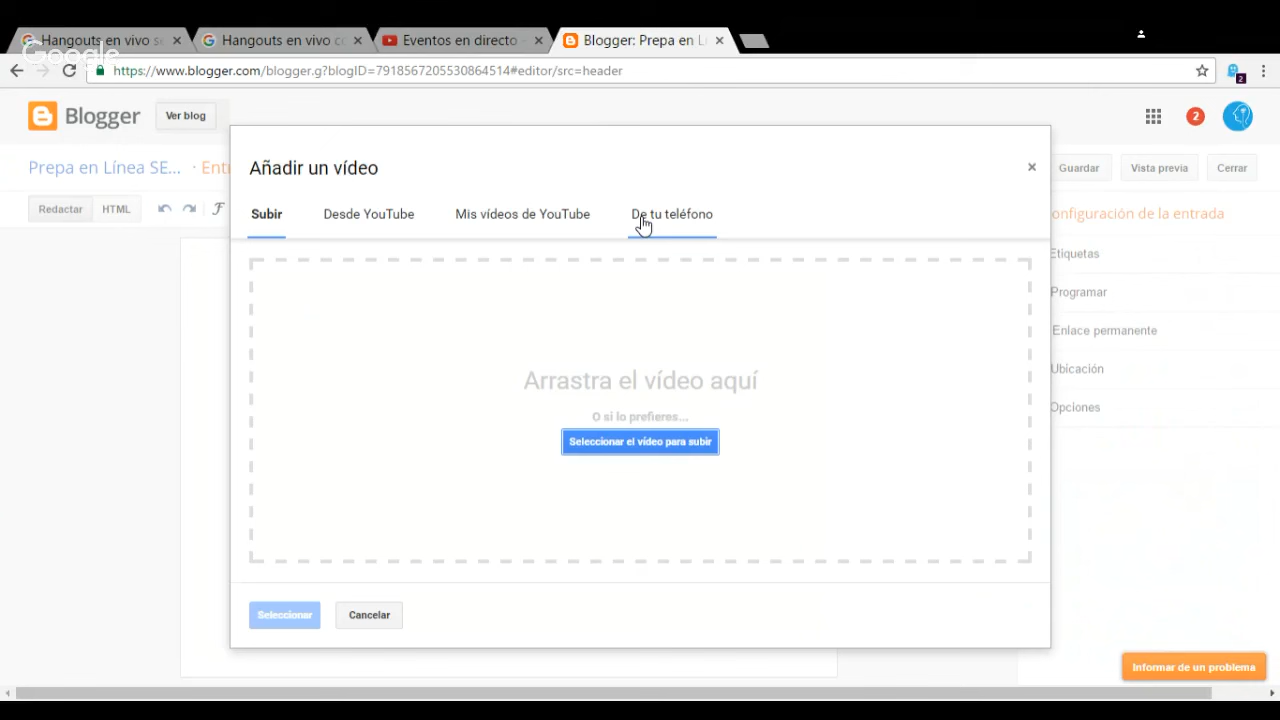 Hangouts en vivo s
Hangouts en vivo c
Eventos en directo
Blogger: Prepa en L
Google
https://www.blogger.com/blogger.g?blogID=7918567205530864514#editor/src=header
2
Blogger
Ver blog
2
Prepa en Línea SE... · Entr
Guardar
Vista previa
Cerrar
Redactar
HTML
Añadir un vídeo
Subir
Desde YouTube
Mis vídeos de YouTube
De tu teléfono
onfiguración de la entrada
Etiquetas
Programar
Enlace permanente
Ubicación
Opciones
Arrastra el vídeo aquí
O si lo prefieres...
Seleccionar el vídeo para subir
Seleccionar
Cancelar
Informar de un problema